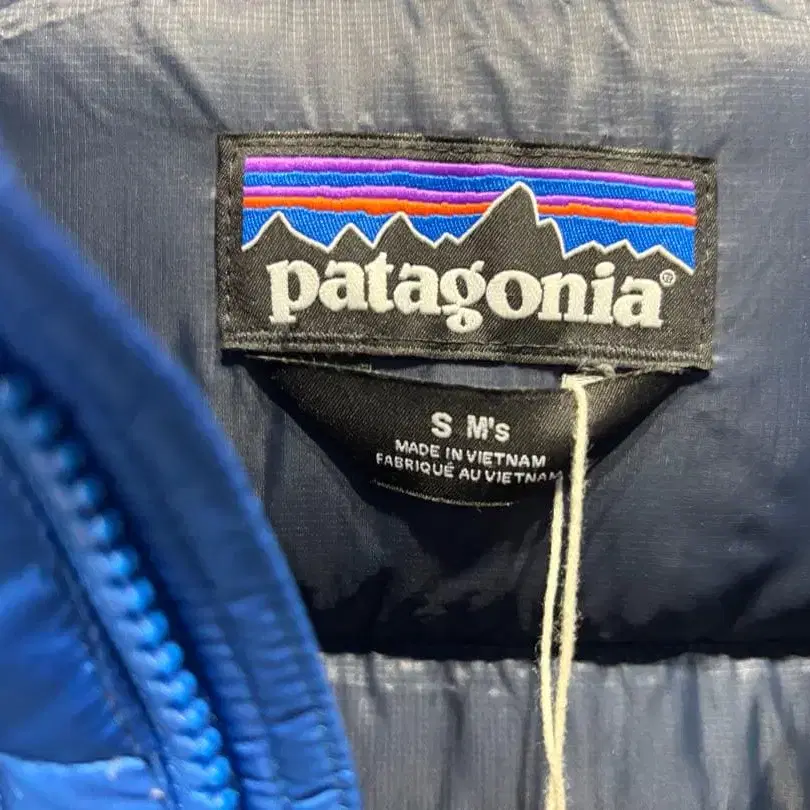 patagonia®
S M's
MADE IN VIETNAM
FABRIQUÉ AU VIETNAM